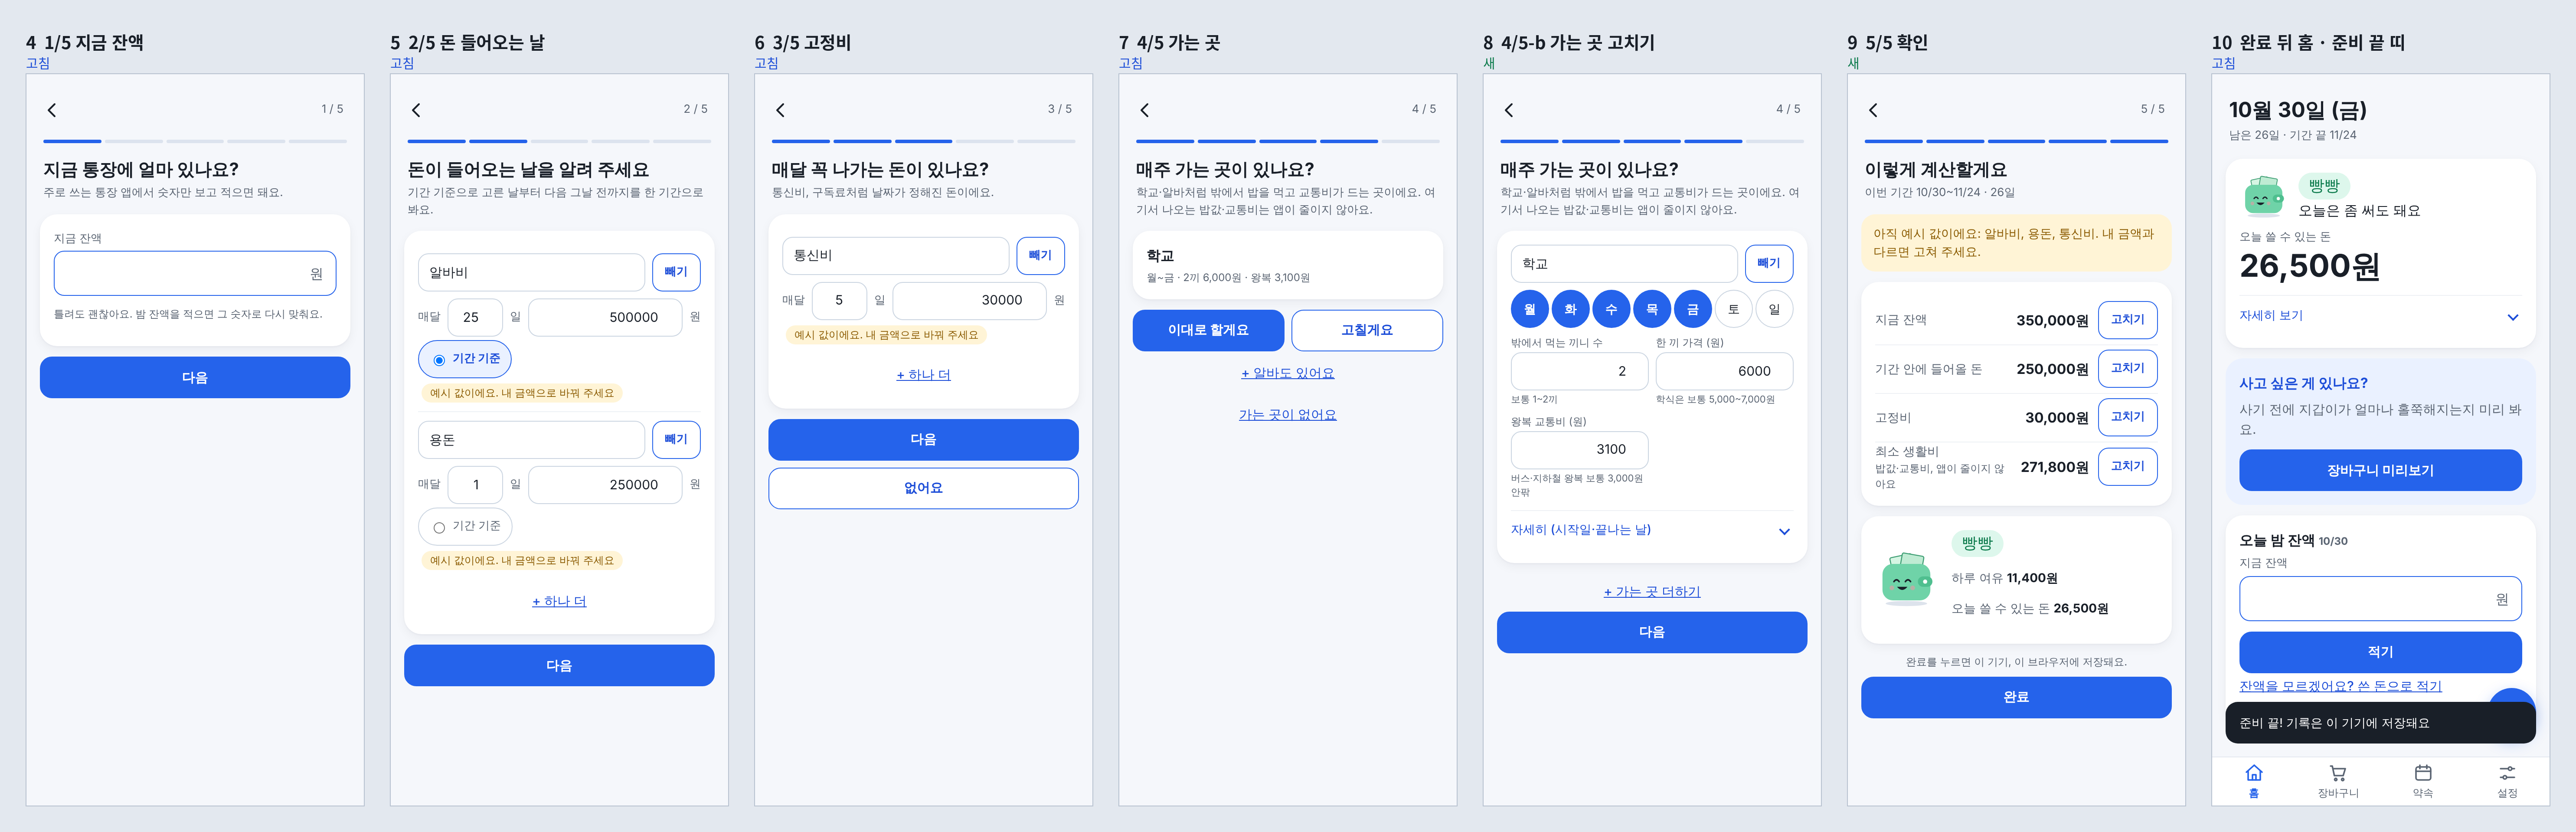 4 1/5 지금 잔액
고침
1 / 5
지금 통장에 얼마 있나요?
주로 쓰는 통장 앱에서 숫자만 보고 적으면 돼요.
지금 잔액
원
틀려도 괜찮아요. 밤 잔액을 적으면 그 숫자로 다시 맞춰요.
다음
5 2/5 돈 들어오는 날
고침
2 / 5
돈이 들어오는 날을 알려 주세요
기간 기준으로 고른 날부터 다음 그날 전까지를 한 기간으로
봐요.
알바비
빼기
매달 25 일 500000 원
기간 기준
예시 값이에요. 내 금액으로 바꿔 주세요
용돈
빼기
매달 1 일 250000 원
기간 기준
예시 값이에요. 내 금액으로 바꿔 주세요
+ 하나 더
다음
6 3/5 고정비
고침
3 / 5
매달 꼭 나가는 돈이 있나요?
통신비, 구독료처럼 날짜가 정해진 돈이에요.
통신비
빼기
매달 5 일 30000 원
예시 값이에요. 내 금액으로 바꿔 주세요
+ 하나 더
다음
없어요
7 4/5 가는 곳
고침
4 / 5
매주 가는 곳이 있나요?
학교·알바처럼 밖에서 밥을 먹고 교통비가 드는 곳이에요. 여
기서 나오는 밥값·교통비는 앱이 줄이지 않아요.
학교
월~금 · 2끼 6,000원 · 왕복 3,100원
이대로 할게요
고칠게요
+ 알바도 있어요
가는 곳이 없어요
8 4/5-b 가는 곳 고치기
새
4 / 5
매주 가는 곳이 있나요?
학교·알바처럼 밖에서 밥을 먹고 교통비가 드는 곳이에요. 여
기서 나오는 밥값·교통비는 앱이 줄이지 않아요.
학교
빼기
월 화 수 목 금 토 일
밖에서 먹는 끼니 수
한 끼 가격 (원)
2
6000
보통 1~2끼
학식은 보통 5,000~7,000원
왕복 교통비 (원)
3100
버스·지하철 왕복 보통 3,000원
안팎
자세히 (시작일·끝나는 날)
+ 가는 곳 더하기
다음
9 5/5 확인
새
5 / 5
이렇게 계산할게요
이번 기간 10/30~11/24 · 26일
아직 예시 값이에요: 알바비, 용돈, 통신비. 내 금액과
다르면 고쳐 주세요.
지금 잔액 350,000원 고치기
기간 안에 들어올 돈 250,000원 고치기
고정비 30,000원 고치기
최소 생활비
밥값·교통비, 앱이 줄이지 않
아요
271,800원 고치기
빵빵
하루 여유 11,400원
오늘 쓸 수 있는 돈 26,500원
완료를 누르면 이 기기, 이 브라우저에 저장돼요.
완료
10 완료 뒤 홈 · 준비 끝 띠
고침
10월 30일 (금)
남은 26일 · 기간 끝 11/24
빵빵
오늘은 좀 써도 돼요
오늘 쓸 수 있는 돈
26,500원
자세히 보기
사고 싶은 게 있나요?
사기 전에 지갑이 얼마나 홀쭉해지는지 미리 봐
요.
장바구니 미리보기
오늘 밤 잔액 10/30
지금 잔액
원
적기
잔액을 모르겠어요? 쓴 돈으로 적기
준비 끝! 기록은 이 기기에 저장돼요
홈
장바구니
약속
설정